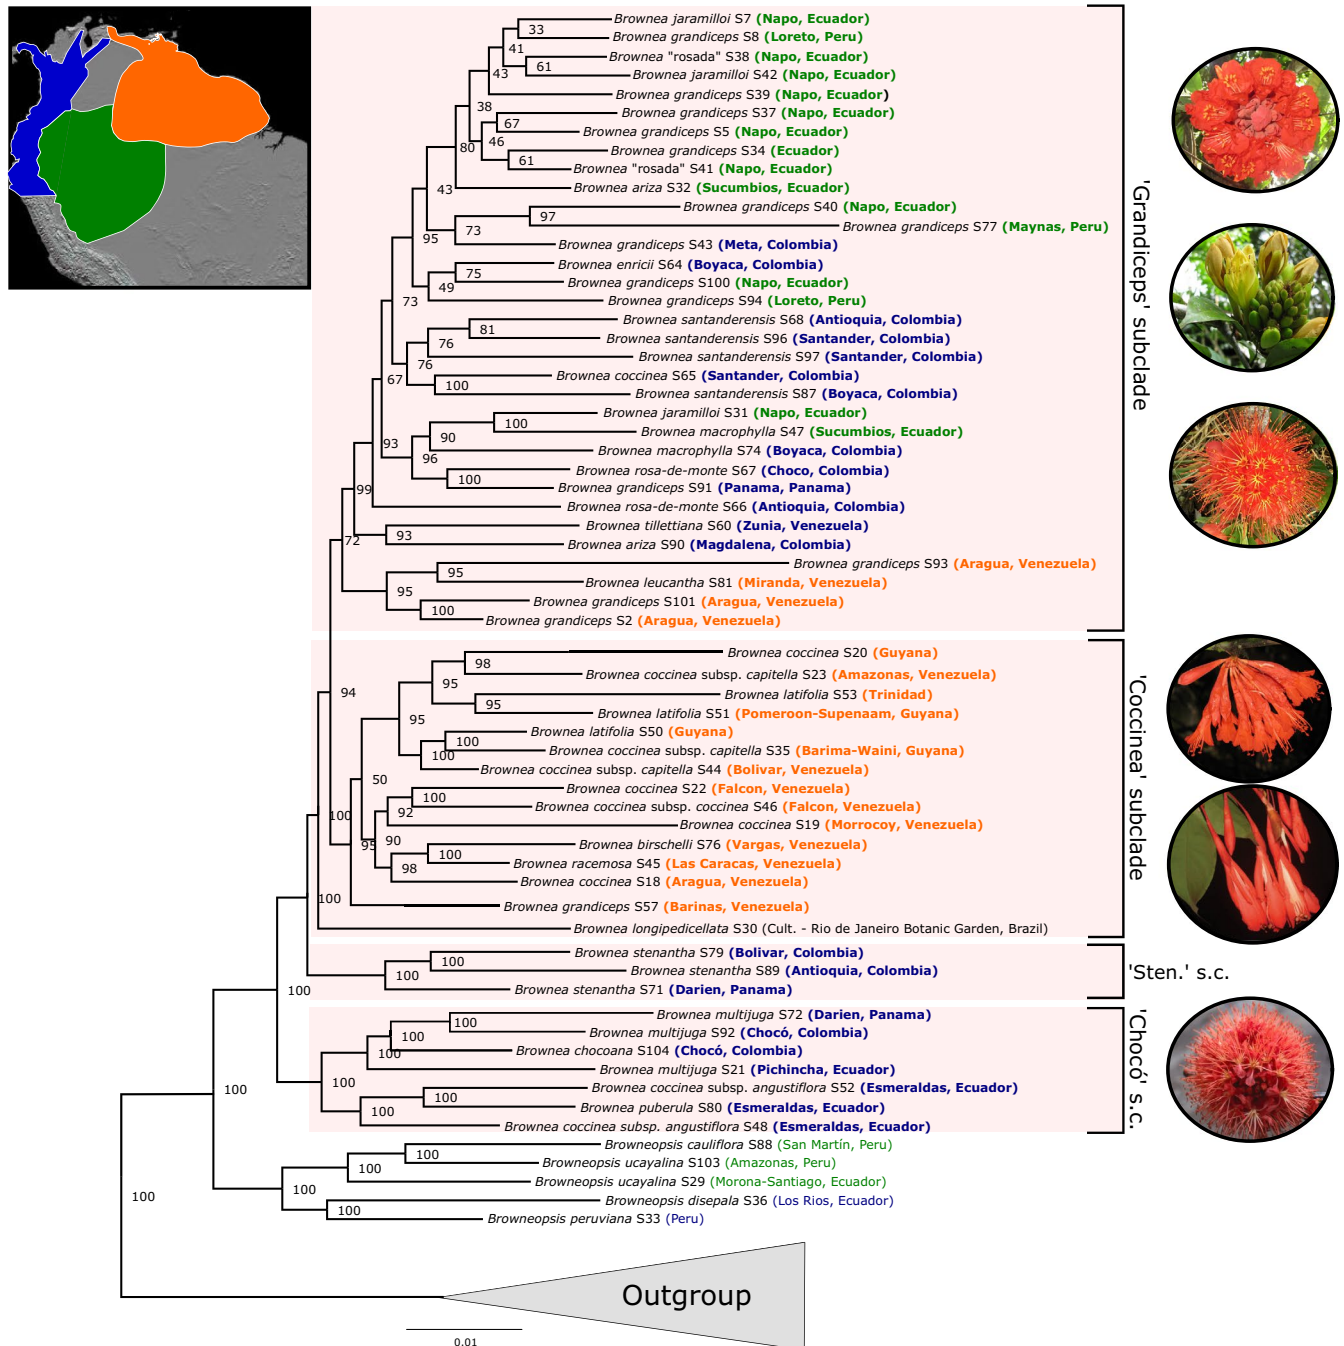 Brownea jaramilloi S7 (Napo, Ecuador)
33
Brownea grandiceps S8 (Loreto, Peru)
41
Brownea "rosada" S38 (Napo, Ecuador)
61
43
Brownea jaramilloi S42 (Napo, Ecuador)
Brownea grandiceps S39 (Napo, Ecuador)
38
Brownea grandiceps S37 (Napo, Ecuador)
67
Brownea grandiceps S5 (Napo, Ecuador)
46
80
Brownea grandiceps S34 (Ecuador)
61
Brownea "rosada" S41 (Napo, Ecuador)
43
Brownea ariza S32 (Sucumbios, Ecuador)
Brownea grandiceps S40 (Napo, Ecuador)
97
Brownea grandiceps S77 (Maynas, Peru)
73
95
Brownea grandiceps S43 (Meta, Colombia)
Brownea enricii S64 (Boyaca, Colombia)
75
Brownea grandiceps S100 (Napo, Ecuador)
49
73
Brownea grandiceps S94 (Loreto, Peru)
Brownea santanderensis S68 (Antioquia, Colombia)
81
Brownea santanderensis S96 (Santander, Colombia)
76
Brownea santanderensis S97 (Santander, Colombia)
76
67
Brownea coccinea S65 (Santander, Colombia)
100
Brownea santanderensis S87 (Boyaca, Colombia)
Brownea jaramilloi S31 (Napo, Ecuador)
100
Brownea macrophylla S47 (Sucumbios, Ecuador)
90
93
Brownea macrophylla S74 (Boyaca, Colombia)
96
Brownea rosa-de-monte S67 (Choco, Colombia)
100
Brownea grandiceps S91 (Panama, Panama)
99
Brownea rosa-de-monte S66 (Antioquia, Colombia)
Brownea tillettiana S60 (Zunia, Venezuela)
93
72
Brownea ariza S90 (Magdalena, Colombia)
Brownea grandiceps S93 (Aragua, Venezuela)
95
Brownea leucantha S81 (Miranda, Venezuela)
95
Brownea grandiceps S101 (Aragua, Venezuela)
100
Brownea grandiceps S2 (Aragua, Venezuela)
'Grandiceps' subclade
Brownea coccinea S20 (Guyana)
98
Brownea coccinea subsp. capitella S23 (Amazonas, Venezuela)
95
94
Brownea latifolia S53 (Trinidad)
95
Brownea latifolia S51 (Pomeroon-Supenaam, Guyana)
95
Brownea latifolia S50 (Guyana)
100
Brownea coccinea subsp. capitella S35 (Barima-Waini, Guyana)
100
Brownea coccinea subsp. capitella S44 (Bolivar, Venezuela)
50
Brownea coccinea S22 (Falcon, Venezuela)
100
Brownea coccinea subsp. coccinea S46 (Falcon, Venezuela)
92
100
Brownea coccinea S19 (Morrocoy, Venezuela)
90
95
Brownea birschelli S76 (Vargas, Venezuela)
100
Brownea racemosa S45 (Las Caracas, Venezuela)
98
Brownea coccinea S18 (Aragua, Venezuela)
100
Brownea grandiceps S57 (Barinas, Venezuela)
Brownea longipedicellata S30 (Cult. - Rio de Janeiro Botanic Garden, Brazil)
'Coccinea' subclade
Brownea stenantha S79 (Bolivar, Colombia)
100
Brownea stenantha S89 (Antioquia, Colombia)
100
Brownea stenantha S71 (Darien, Panama)
100
'Sten.' s.c.
Brownea multijuga S72 (Darien, Panama)
100
Brownea multijuga S92 (Chocó, Colombia)
100
Brownea chocoana S104 (Chocó, Colombia)
100
Brownea multijuga S21 (Pichincha, Ecuador)
100
Brownea coccinea subsp. angustiflora S52 (Esmeraldas, Ecuador)
100
Brownea puberula S80 (Esmeraldas, Ecuador)
100
Brownea coccinea subsp. angustiflora S48 (Esmeraldas, Ecuador)
'Chocó' s.c.
100
Browneopsis cauliflora S88 (San Martín, Peru)
100
Browneopsis ucayalina S103 (Amazonas, Peru)
100
Browneopsis ucayalina S29 (Morona-Santiago, Ecuador)
100
Browneopsis disepala S36 (Los Rios, Ecuador)
100
Browneopsis peruviana S33 (Peru)
100
Outgroup
0.01